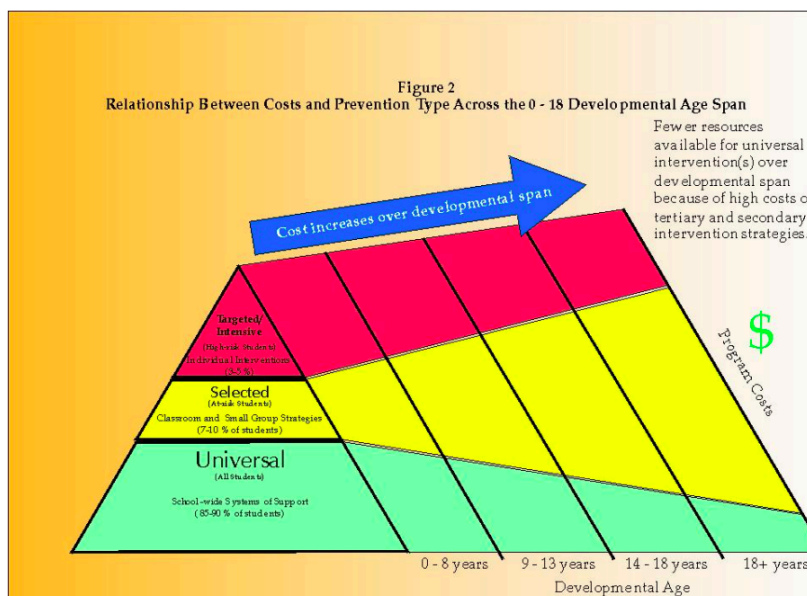 Figure 2
Relationship Between Costs and Prevention Type Across the 0 - 18 Developmental Age Span
Fewer resources
available for universal
intervention(s) over
developmental span
because of high costs o
tertiary and secondary
intervention strategies.
Cost increases over developmental span
Targeted/
Intensive
(High-risk Students)
Individual Interventions
(3-5 %)
Selected
(At-risk Students)
Classroom and Small Group Strategies
(7-10 % of students)
Universal
(All Students)
School-wide Systems of Support
(85-90 % of students)
$
Program Costs
0 - 8 years 9 - 13 years 14 - 18 years 18+ years
Developmental Age